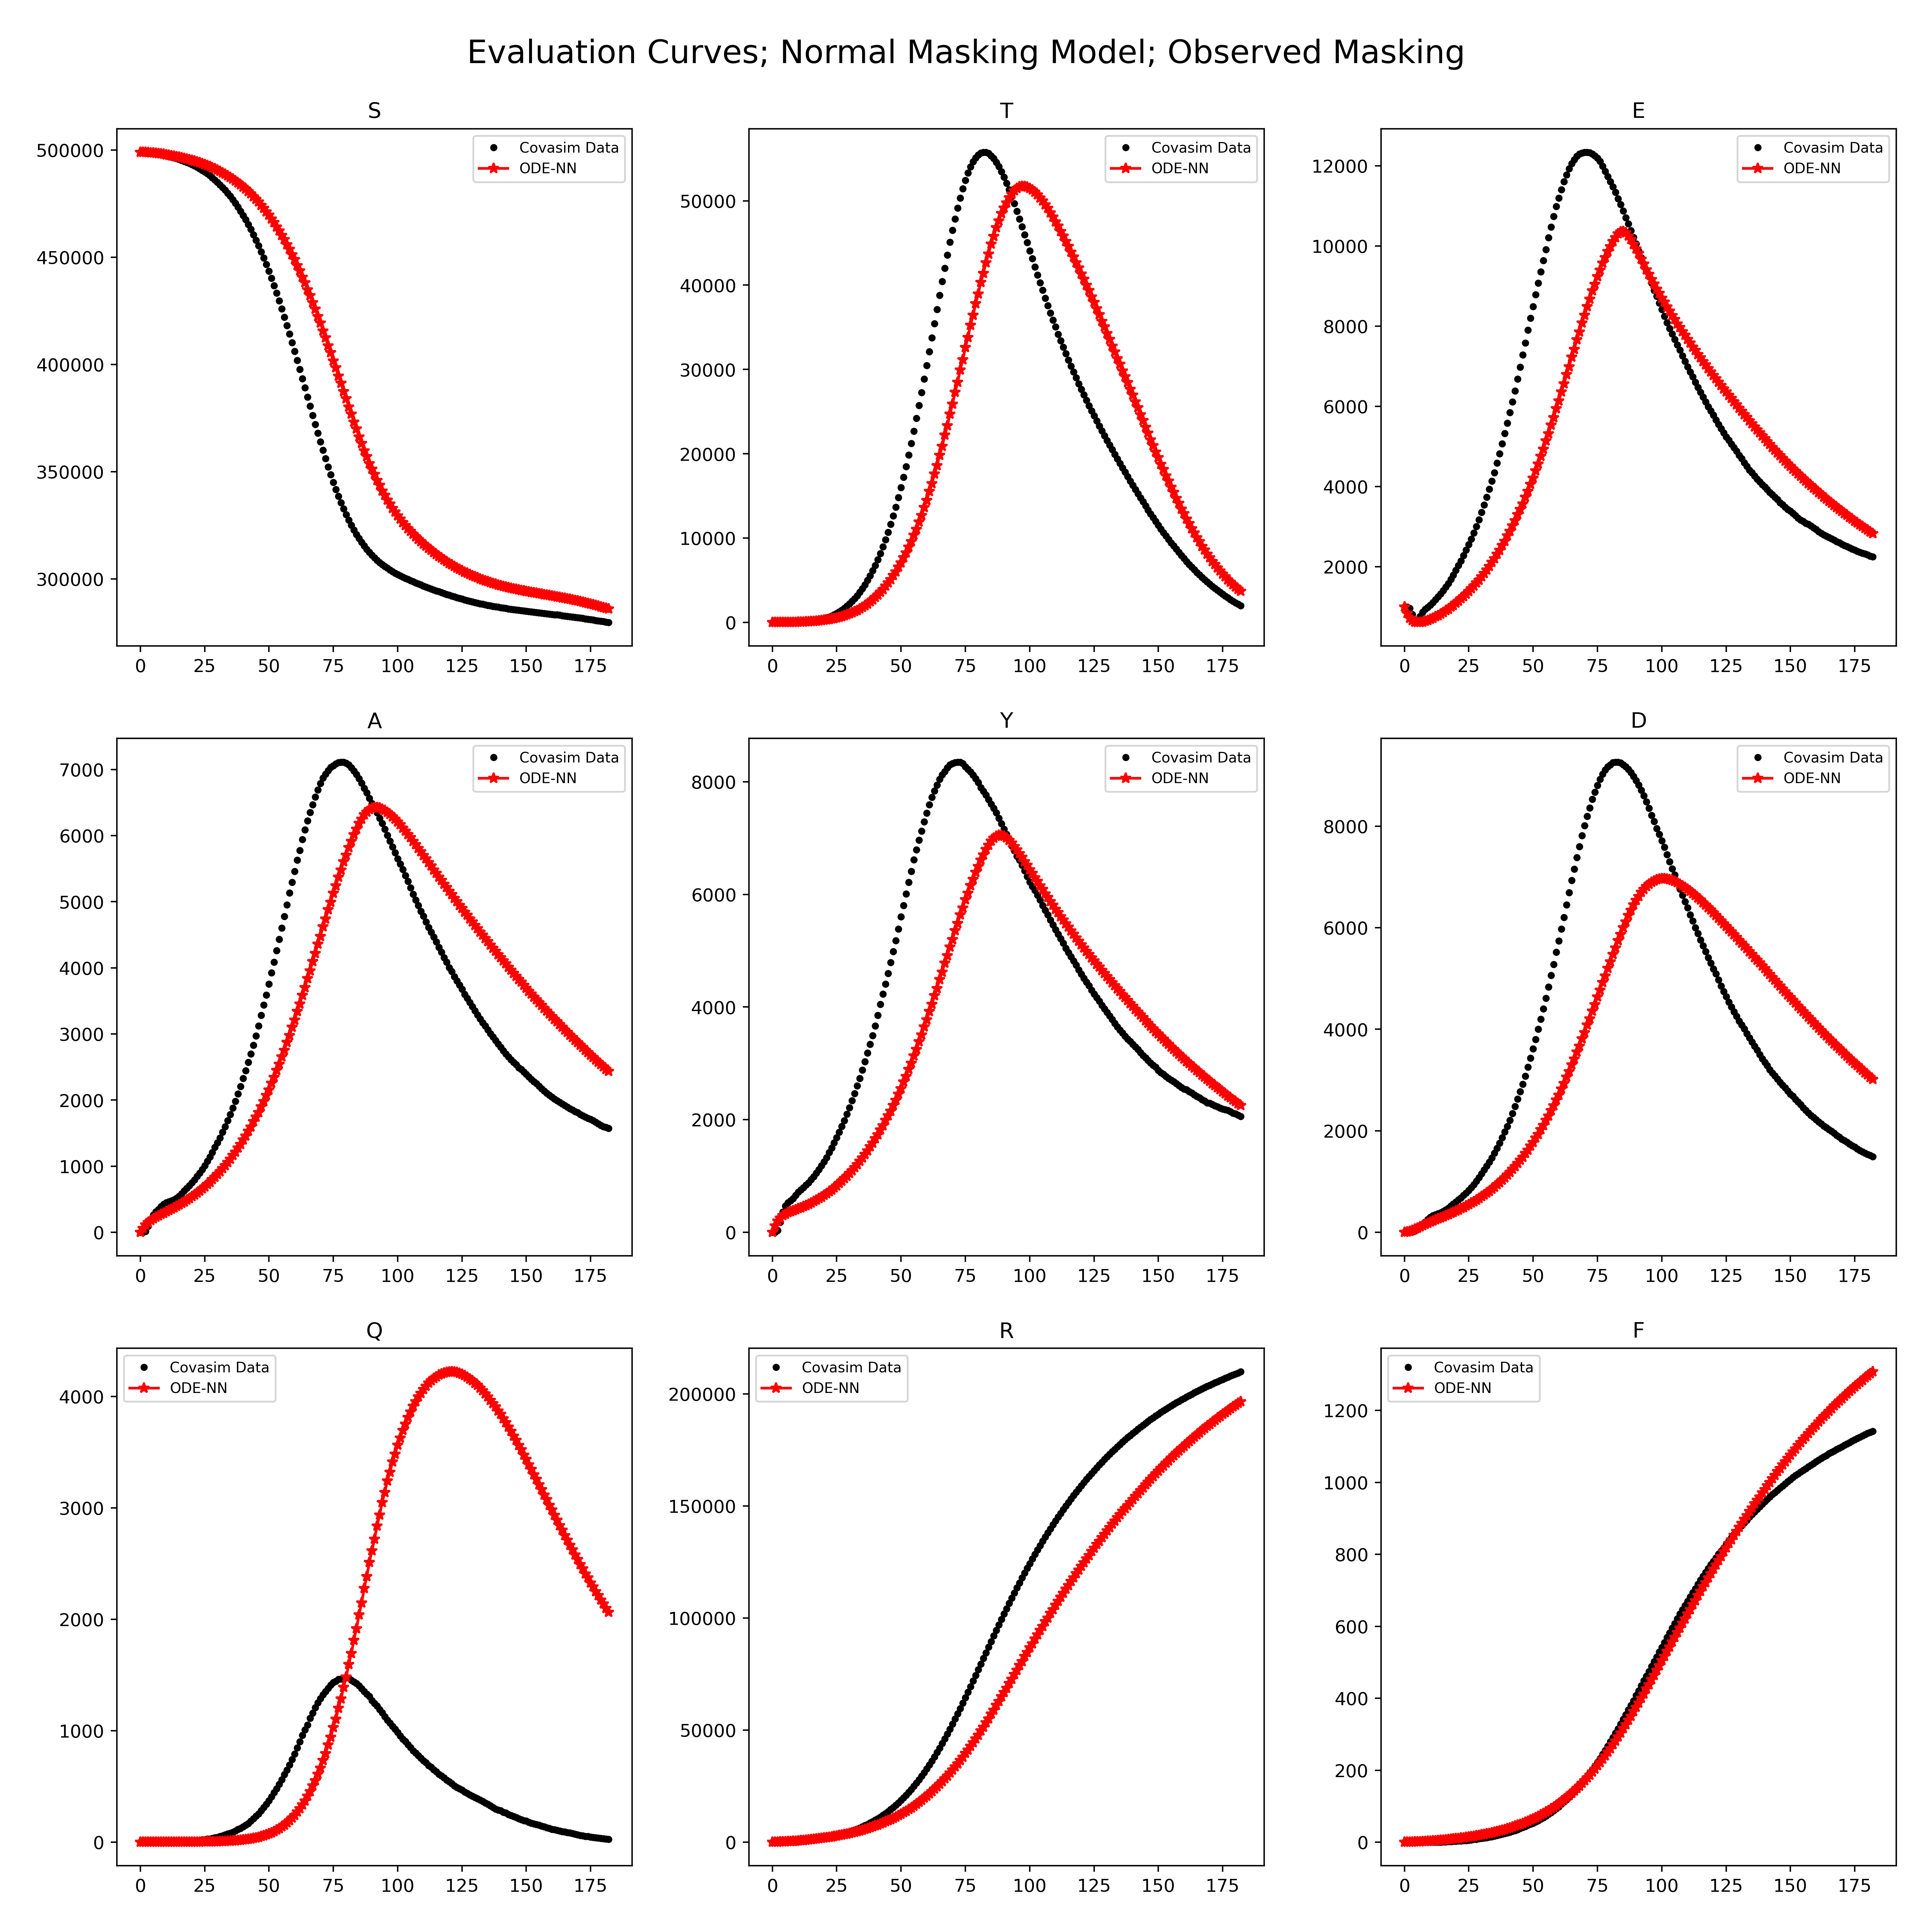 Evaluation Curves; Normal Masking Model; Observed Masking
S
Covasim Data
ODE-NN
500000
450000
400000
350000
300000
0 25 50 75 100 125 150 175
T
Covasim Data
ODE-NN
50000
40000
30000
20000
10000
0
0 25 50 75 100 125 150 175
E
Covasim Data
ODE-NN
12000
10000
8000
6000
4000
2000
0 25 50 75 100 125 150 175
A
Covasim Data
ODE-NN
7000
6000
5000
4000
3000
2000
1000
0
0 25 50 75 100 125 150 175
Y
Covasim Data
ODE-NN
8000
6000
4000
2000
0
0 25 50 75 100 125 150 175
D
Covasim Data
ODE-NN
8000
6000
4000
2000
0
0 25 50 75 100 125 150 175
Q
Covasim Data
ODE-NN
4000
3000
2000
1000
0
0 25 50 75 100 125 150 175
R
Covasim Data
ODE-NN
200000
150000
100000
50000
0
0 25 50 75 100 125 150 175
F
Covasim Data
ODE-NN
1200
1000
800
600
400
200
0
0 25 50 75 100 125 150 175